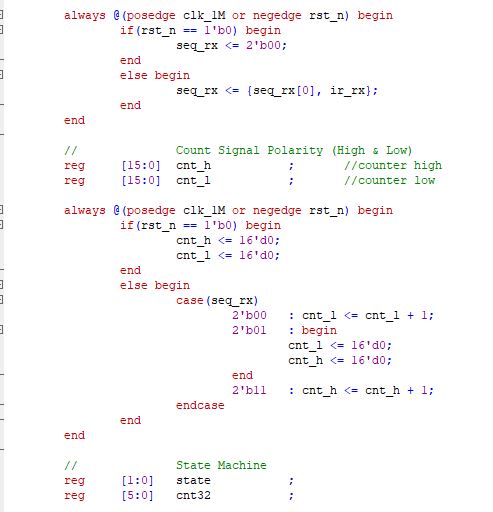 always @(posedge clk_1M or negedge rst_n) begin
if(rst_n == 1'b0) begin
seq_rx <= 2'b00;
end
else begin
seq_rx <= {seq_rx[0], ir_rx};
end
end
// Count Signal Polarity (High & Low)
reg [15:0] cnt_h ; //counter high
reg [15:0] cnt_l ; //counter low
always @(posedge clk_1M or negedge rst_n) begin
if(rst_n == 1'b0) begin
cnt_h <= 16'd0;
cnt_l <= 16'd0;
end
else begin
case(seq_rx)
2'b00 : cnt_l <= cnt_l + 1;
2'b01 : begin
cnt_l <= 16'd0;
cnt_h <= 16'd0;
end
2'b11 : cnt_h <= cnt_h + 1;
endcase
end
end
// State Machine
reg [1:0] state ;
reg [5:0] cnt32 ;